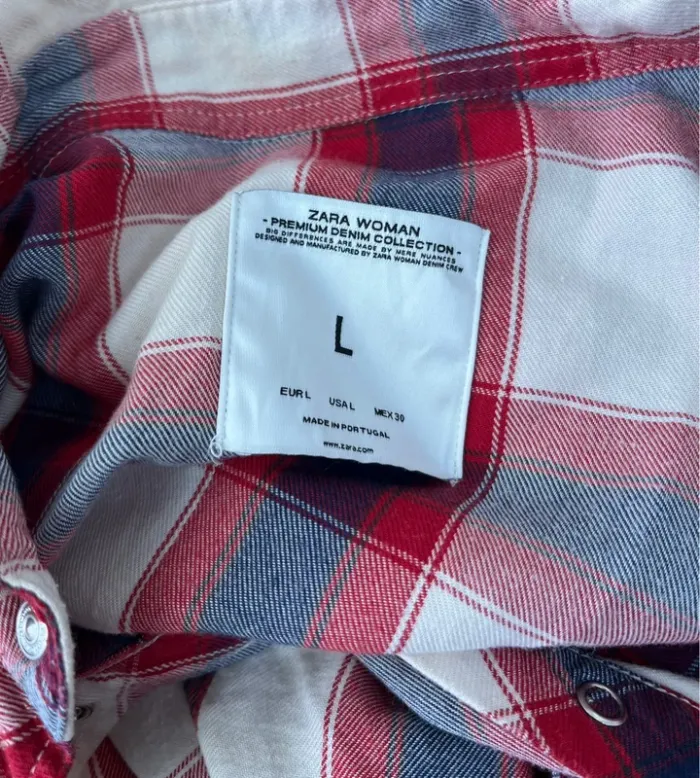 ZARA WOMAN
- PREMIUM DENIM COLLECTION -
BIG DIFFERENCES ARE MADE BY MERE NUANCES
DESIGNED AND MANUFACTURED BY ZARA WOMAN DENIM CREW
L
EUR L USA L MEX 30
MADE IN PORTUGAL
www.zara.com